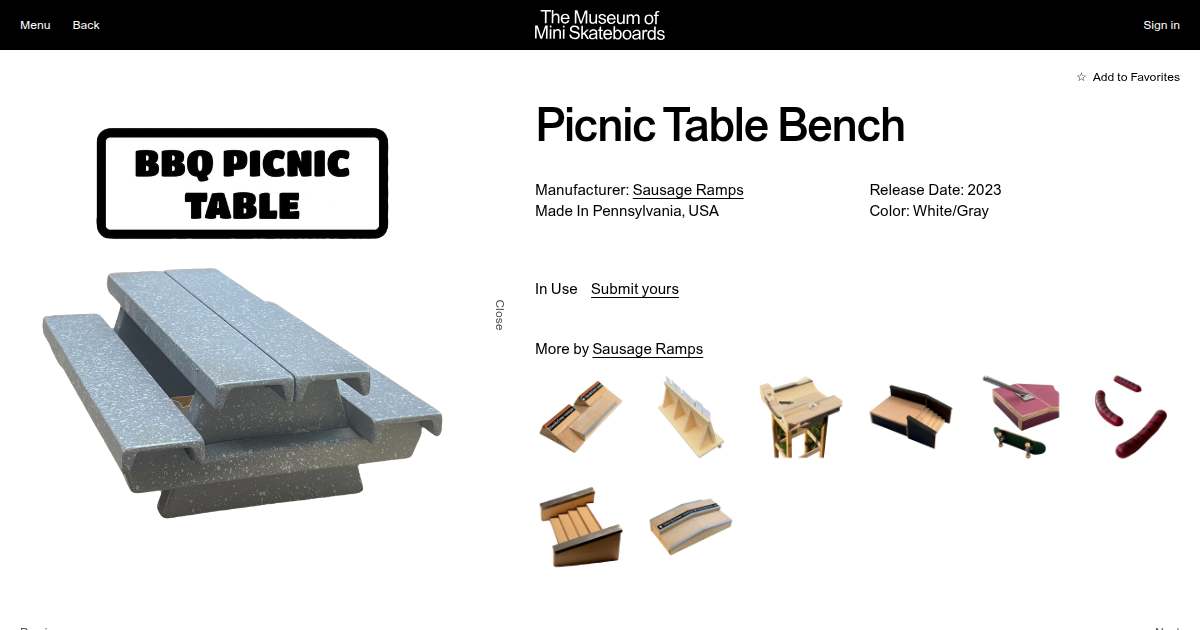 Menu
Back
The Museum of
Mini Skateboards
Sign in
☆ Add to Favorites
BBQ PICNIC
TABLE
Picnic Table Bench
Manufacturer: Sausage Ramps
Made In Pennsylvania, USA
Release Date: 2023
Color: White/Gray
Close
In Use
Submit yours
More by Sausage Ramps